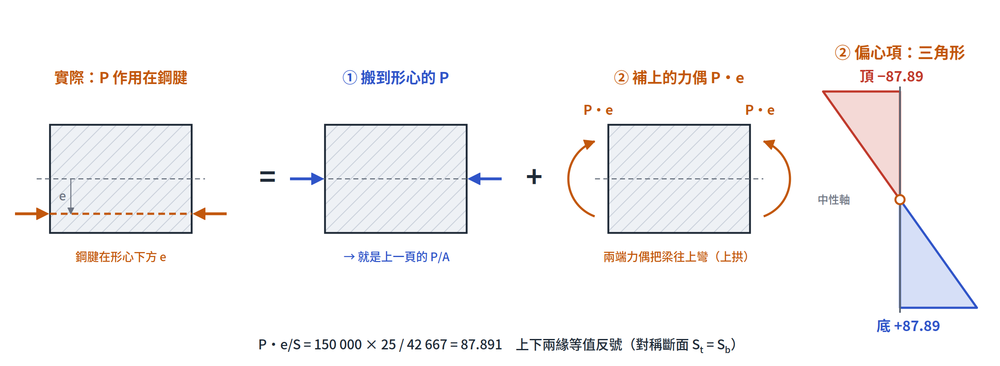 ② 偏心項：三角形
實際：P 作用在鋼腱
① 搬到形心的 P
② 補上的力偶 P・e
頂 −87.89
P・e
P・e
e
=
+
中性軸
鋼腱在形心下方 e
→ 就是上一頁的 P/A
兩端力偶把梁往上彎（上拱）
底 +87.89
P・e/S = 150 000 × 25 / 42 667 = 87.891　上下兩緣等值反號（對稱斷面 St = Sb）